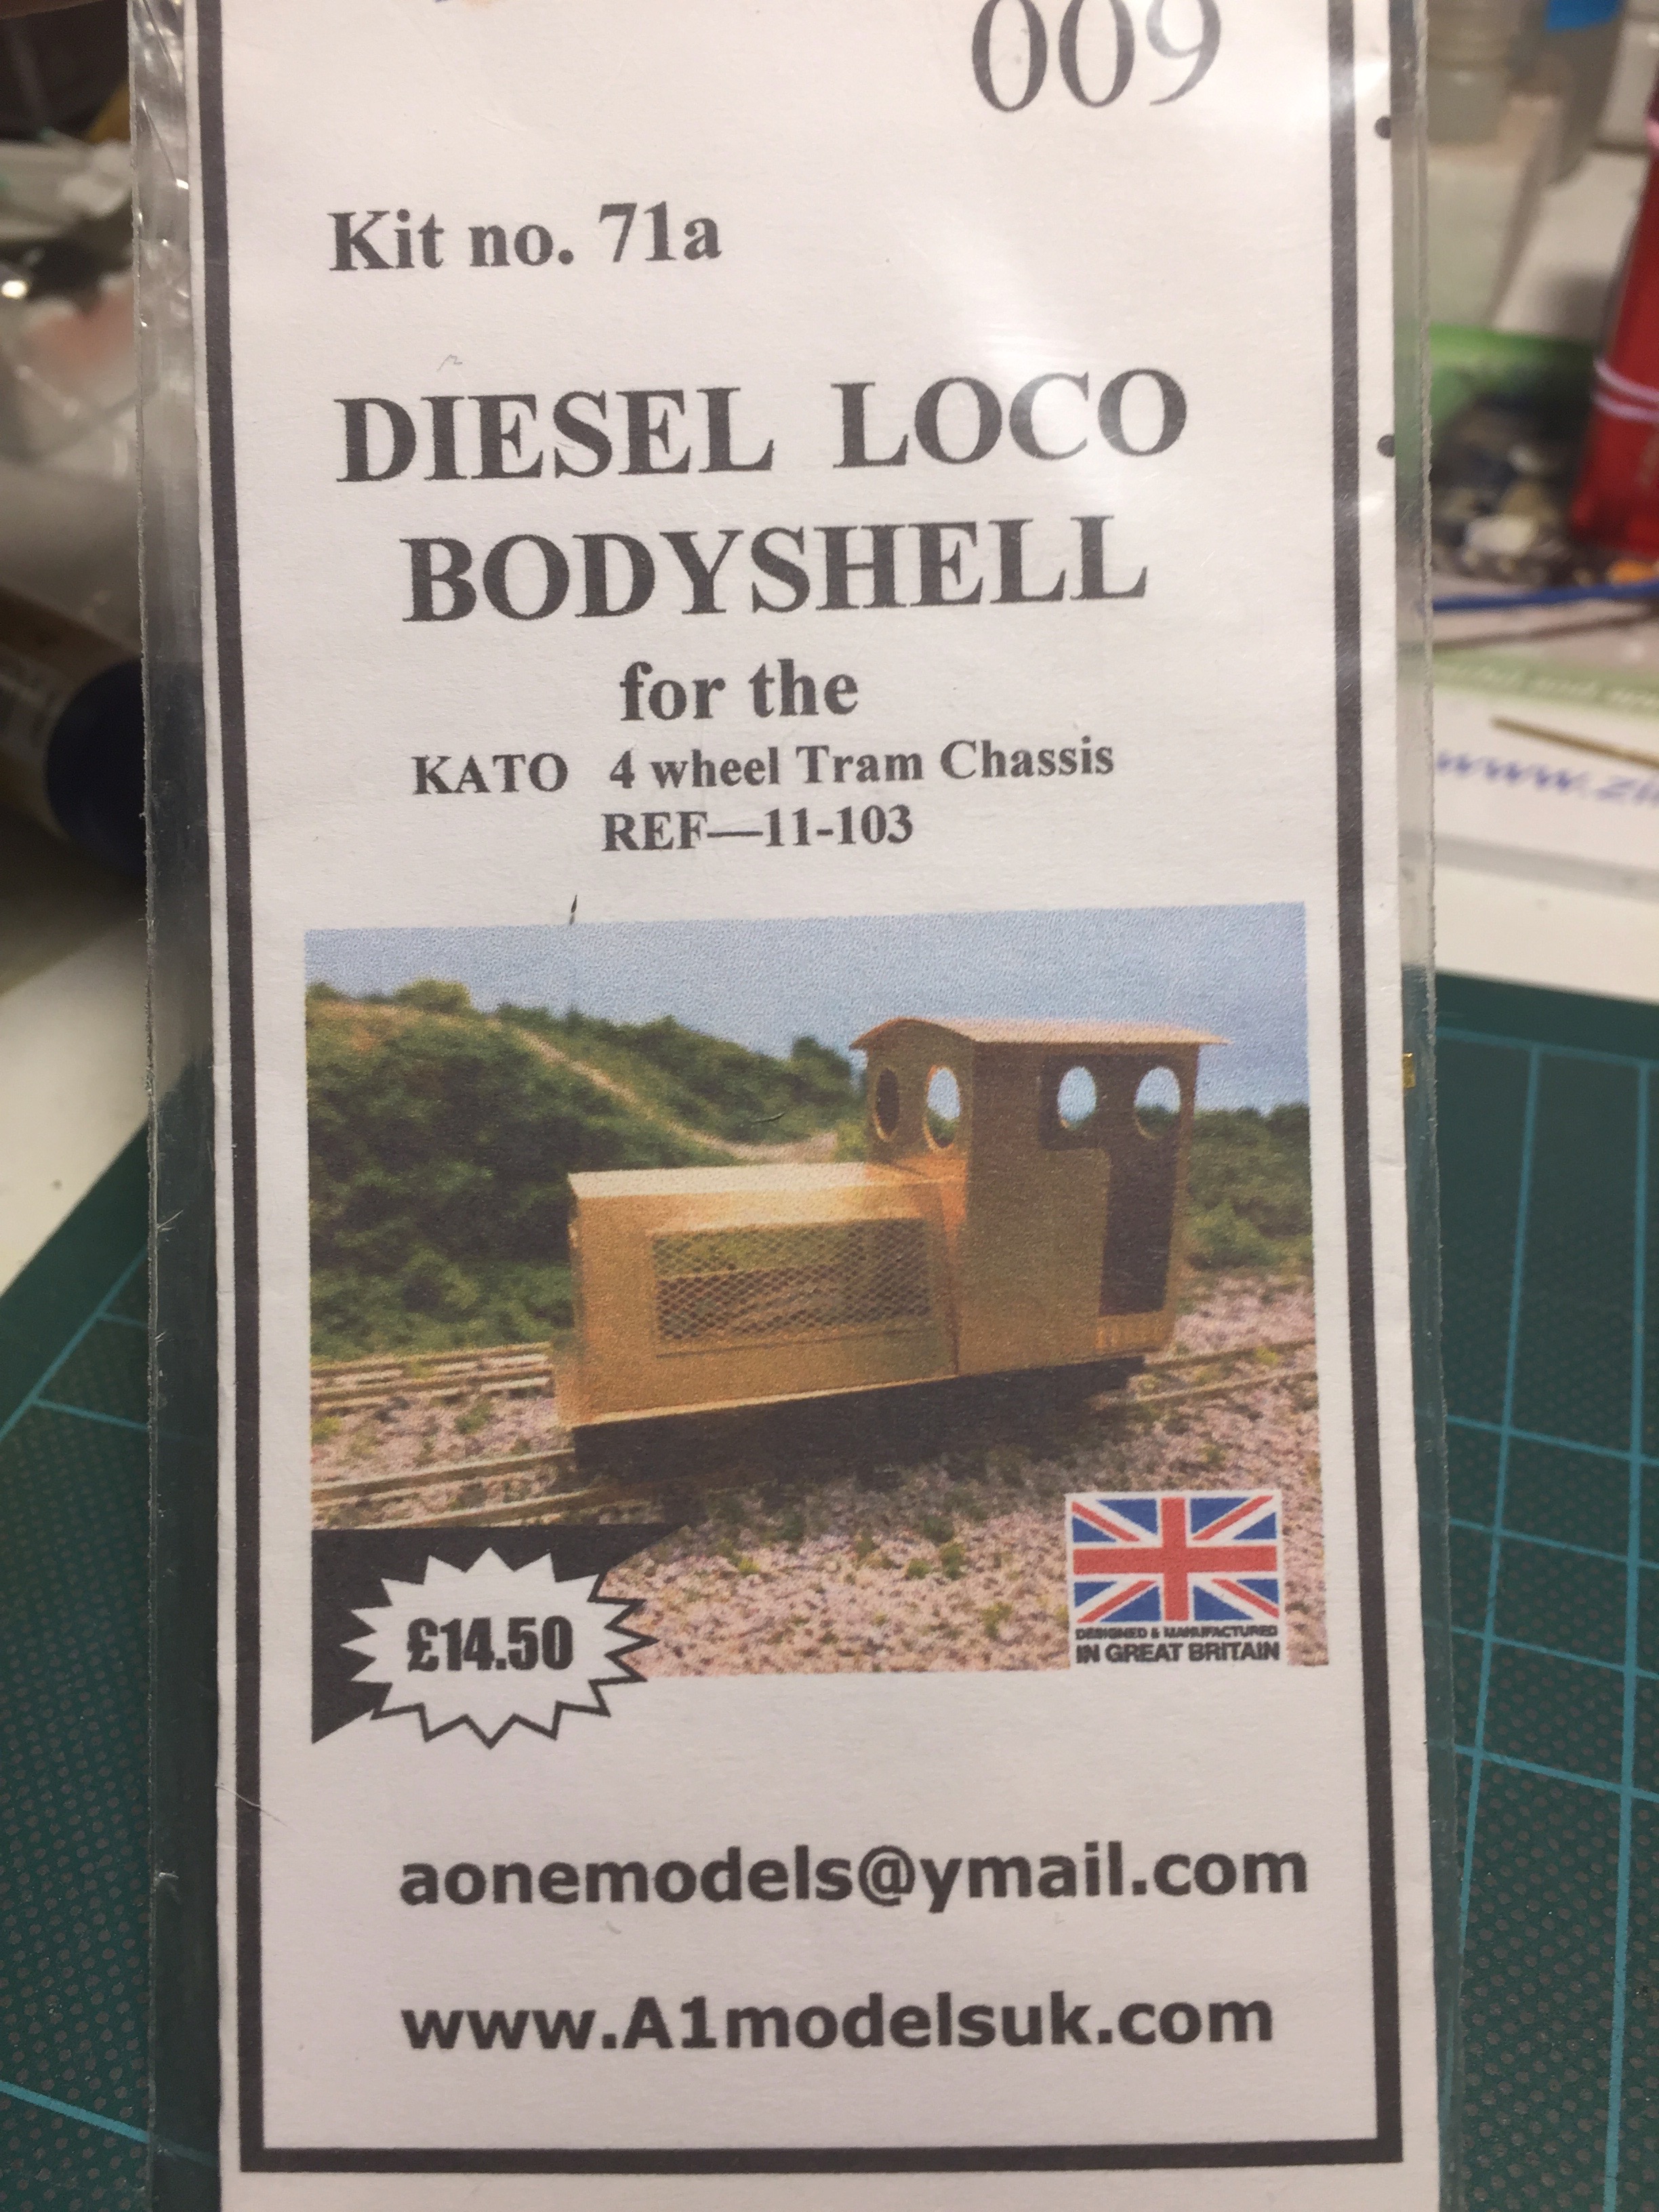 009
Kit no. 71a
DIESEL LOCO
BODYSHELL
for the
KATO 4 wheel Tram Chassis
REF—11-103
£14.50
DESIGNED & MANUFACTURED
IN GREAT BRITAIN
aonemodels@ymail.com
www.A1modelsuk.com